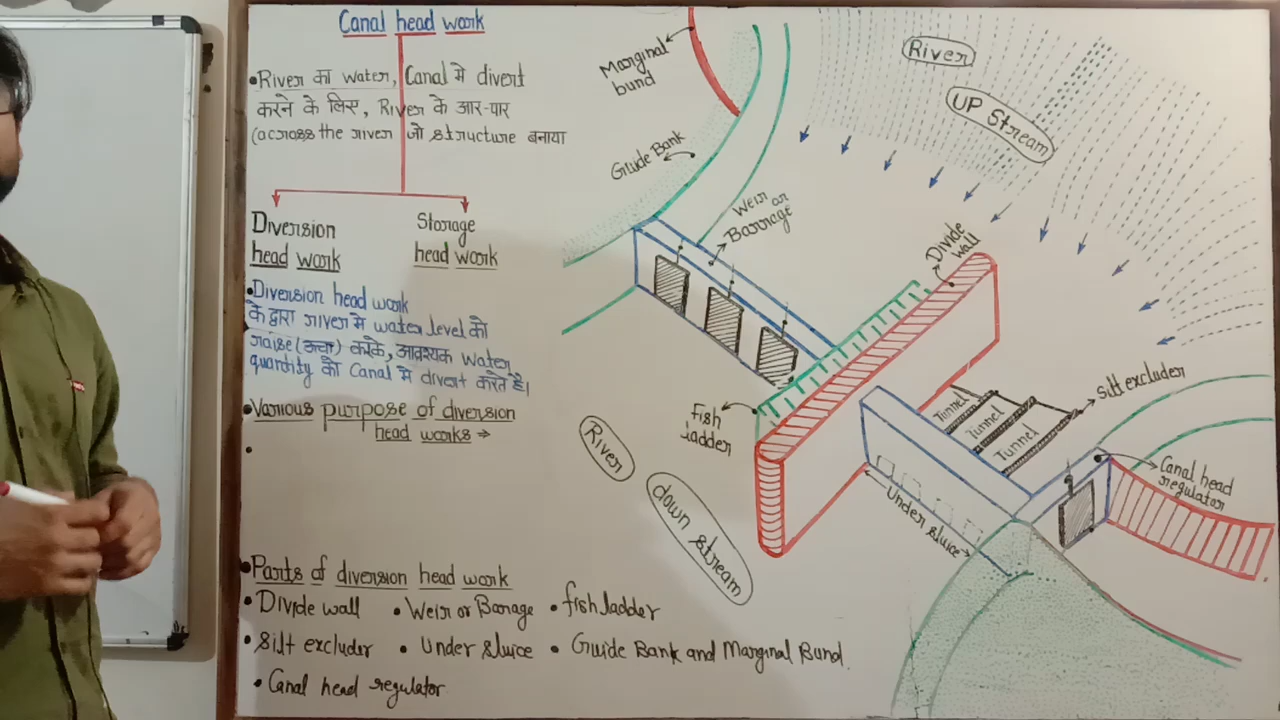 Canal head work
• River का water, Canal मे divert
करने के लिए, River के आर-पार
(across the river जो structure बनाया
Diversion
head work
Storage
head work
• Diversion head work
के द्वारा river मे water level को
raise (ऊचा) करके, आवश्यक water
quantity को Canal मे divert करते है।
• Various purpose of diversion
head works →
• Parts of diversion head work
• Divide wall • Weir or Barrage • fish ladder
• Silt excluder • Under sluice • Guide Bank and Marginal Bund
• Canal head regulator
Marginal
bund
Guide Bank
River
UP Stream
Weir or
Barrage
Divide
wall
fish
ladder
River
down stream
Tunnel
Tunnel
Tunnel
Silt excluder
Under sluice
Canal head
regulator